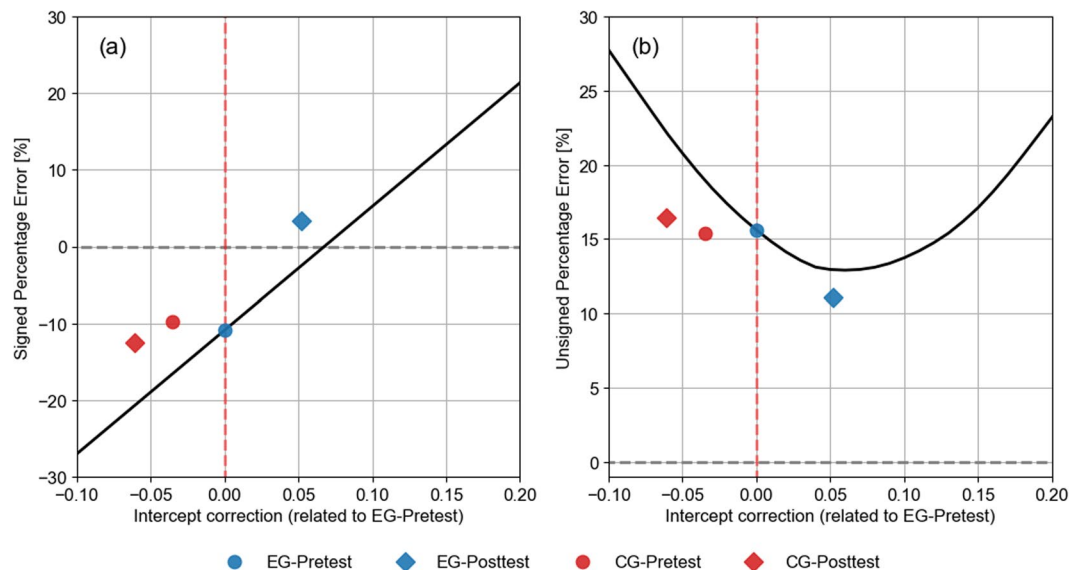 (a)
Signed Percentage Error [%]
30
20
10
0
−10
−20
−30
−0.10 −0.05 0.00 0.05 0.10 0.15 0.20
Intercept correction (related to EG-Pretest)
(b)
Unsigned Percentage Error [%]
30
25
20
15
10
5
0
−0.10 −0.05 0.00 0.05 0.10 0.15 0.20
Intercept correction (related to EG-Pretest)
EG-Pretest EG-Posttest CG-Pretest CG-Posttest